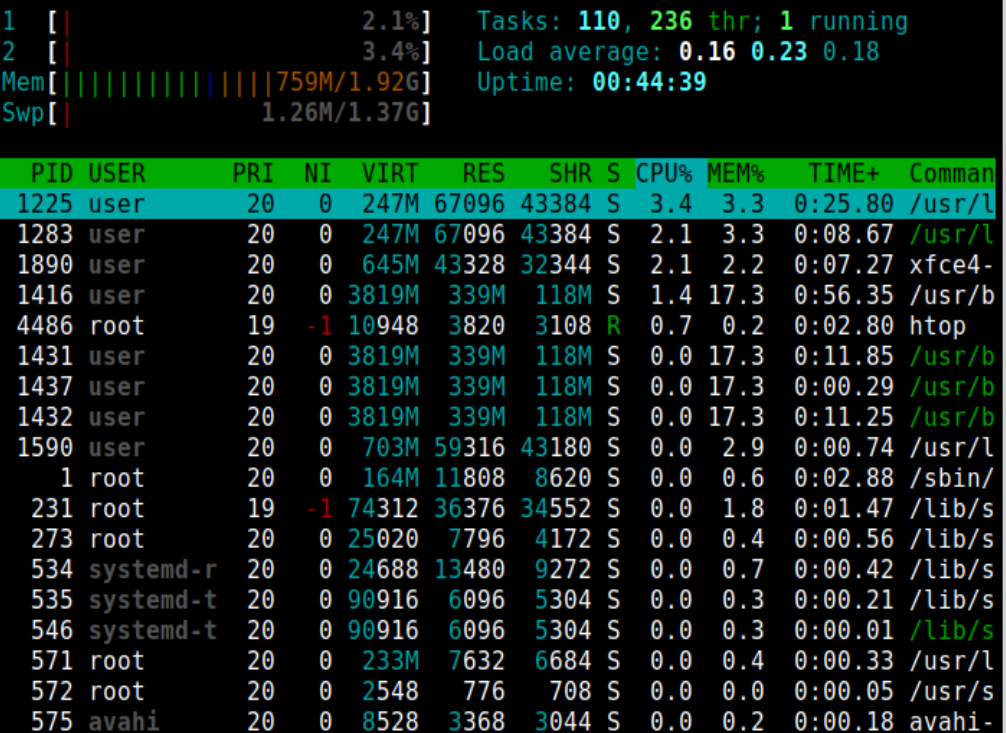 1 [| 2.1%] Tasks: 110, 236 thr; 1 running
2 [| 3.4%] Load average: 0.16 0.23 0.18
Mem[|||||||||||||||759M/1.92G] Uptime: 00:44:39
Swp[| 1.26M/1.37G]
PID USER PRI NI VIRT RES SHR S CPU% MEM% TIME+ Comman
1225 user 20 0 247M 67096 43384 S 3.4 3.3 0:25.80 /usr/l
1283 user 20 0 247M 67096 43384 S 2.1 3.3 0:08.67 /usr/l
1890 user 20 0 645M 43328 32344 S 2.1 2.2 0:07.27 xfce4-
1416 user 20 0 3819M 339M 118M S 1.4 17.3 0:56.35 /usr/b
4486 root 19 -1 10948 3820 3108 R 0.7 0.2 0:02.80 htop
1431 user 20 0 3819M 339M 118M S 0.0 17.3 0:11.85 /usr/b
1437 user 20 0 3819M 339M 118M S 0.0 17.3 0:00.29 /usr/b
1432 user 20 0 3819M 339M 118M S 0.0 17.3 0:11.25 /usr/b
1590 user 20 0 703M 59316 43180 S 0.0 2.9 0:00.74 /usr/l
1 root 20 0 164M 11808 8620 S 0.0 0.6 0:02.88 /sbin/
231 root 19 -1 74312 36376 34552 S 0.0 1.8 0:01.47 /lib/s
273 root 20 0 25020 7796 4172 S 0.0 0.4 0:00.56 /lib/s
534 systemd-r 20 0 24688 13480 9272 S 0.0 0.7 0:00.42 /lib/s
535 systemd-t 20 0 90916 6096 5304 S 0.0 0.3 0:00.21 /lib/s
546 systemd-t 20 0 90916 6096 5304 S 0.0 0.3 0:00.01 /lib/s
571 root 20 0 233M 7632 6684 S 0.0 0.4 0:00.33 /usr/l
572 root 20 0 2548 776 708 S 0.0 0.0 0:00.05 /usr/s
575 avahi 20 0 8528 3368 3044 S 0.0 0.2 0:00.18 avahi-